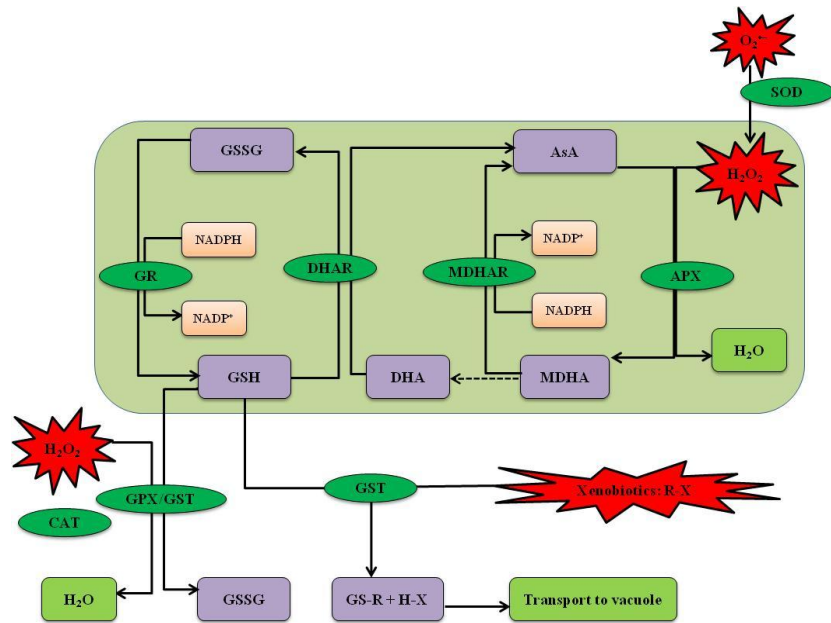 O₂•−
SOD
GSSG
AsA
H₂O₂
NADPH
NADP⁺
GR
DHAR
MDHAR
APX
NADP⁺
NADPH
H₂O
GSH
DHA
MDHA
H₂O₂
GPX/GST
GST
Xenobiotics: R-X
CAT
H₂O
GSSG
GS-R + H-X
Transport to vacuole